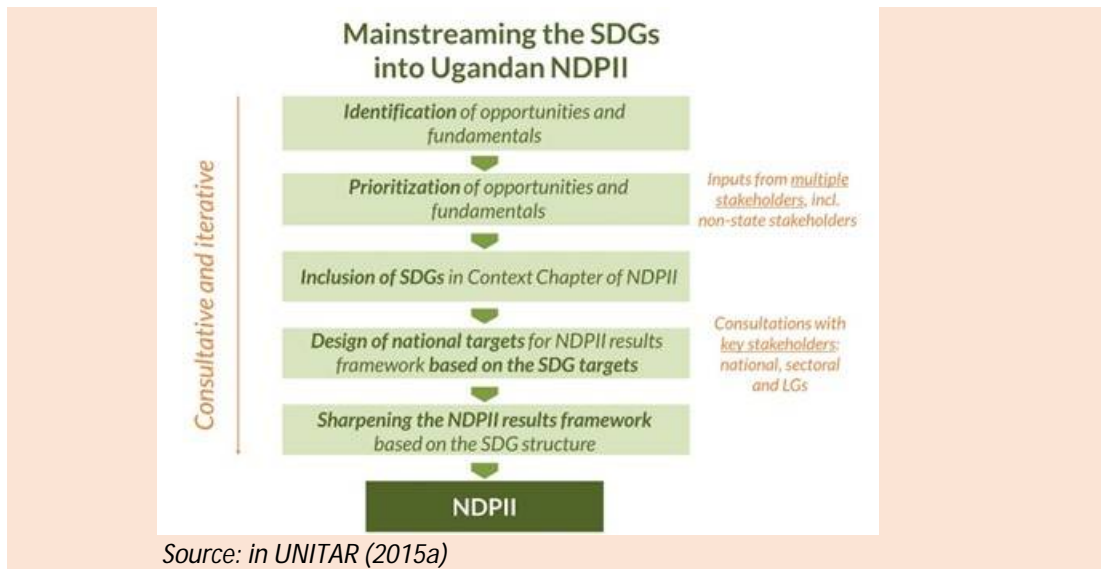 Mainstreaming the SDGs
into Ugandan NDPII
Consultative and iterative
Identification of opportunities and
fundamentals
Prioritization of opportunities and
fundamentals
Inputs from multiple
stakeholders, incl.
non-state stakeholders
Inclusion of SDGs in Context Chapter of NDPII
Design of national targets for NDPII results
framework based on the SDG targets
Consultations with
key stakeholders:
national, sectoral
and LGs
Sharpening the NDPII results framework
based on the SDG structure
NDPII
Source: in UNITAR (2015a)